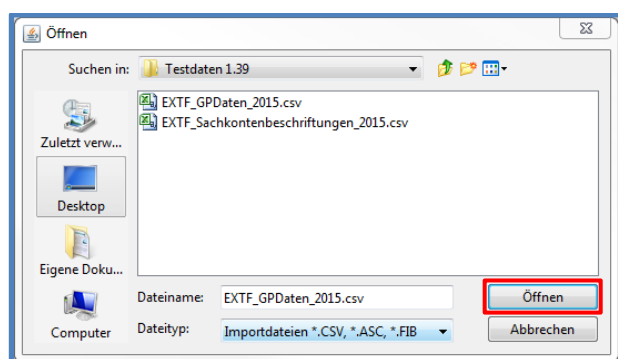 Öffnen
Suchen in: Testdaten 1.39
EXTF_GPDaten_2015.csv
EXTF_Sachkontenbeschriftungen_2015.csv
Zuletzt verw...
Desktop
Eigene Doku...
Computer
Dateiname: EXTF_GPDaten_2015.csv Öffnen
Dateityp: Importdateien *.CSV, *.ASC, *.FIB Abbrechen